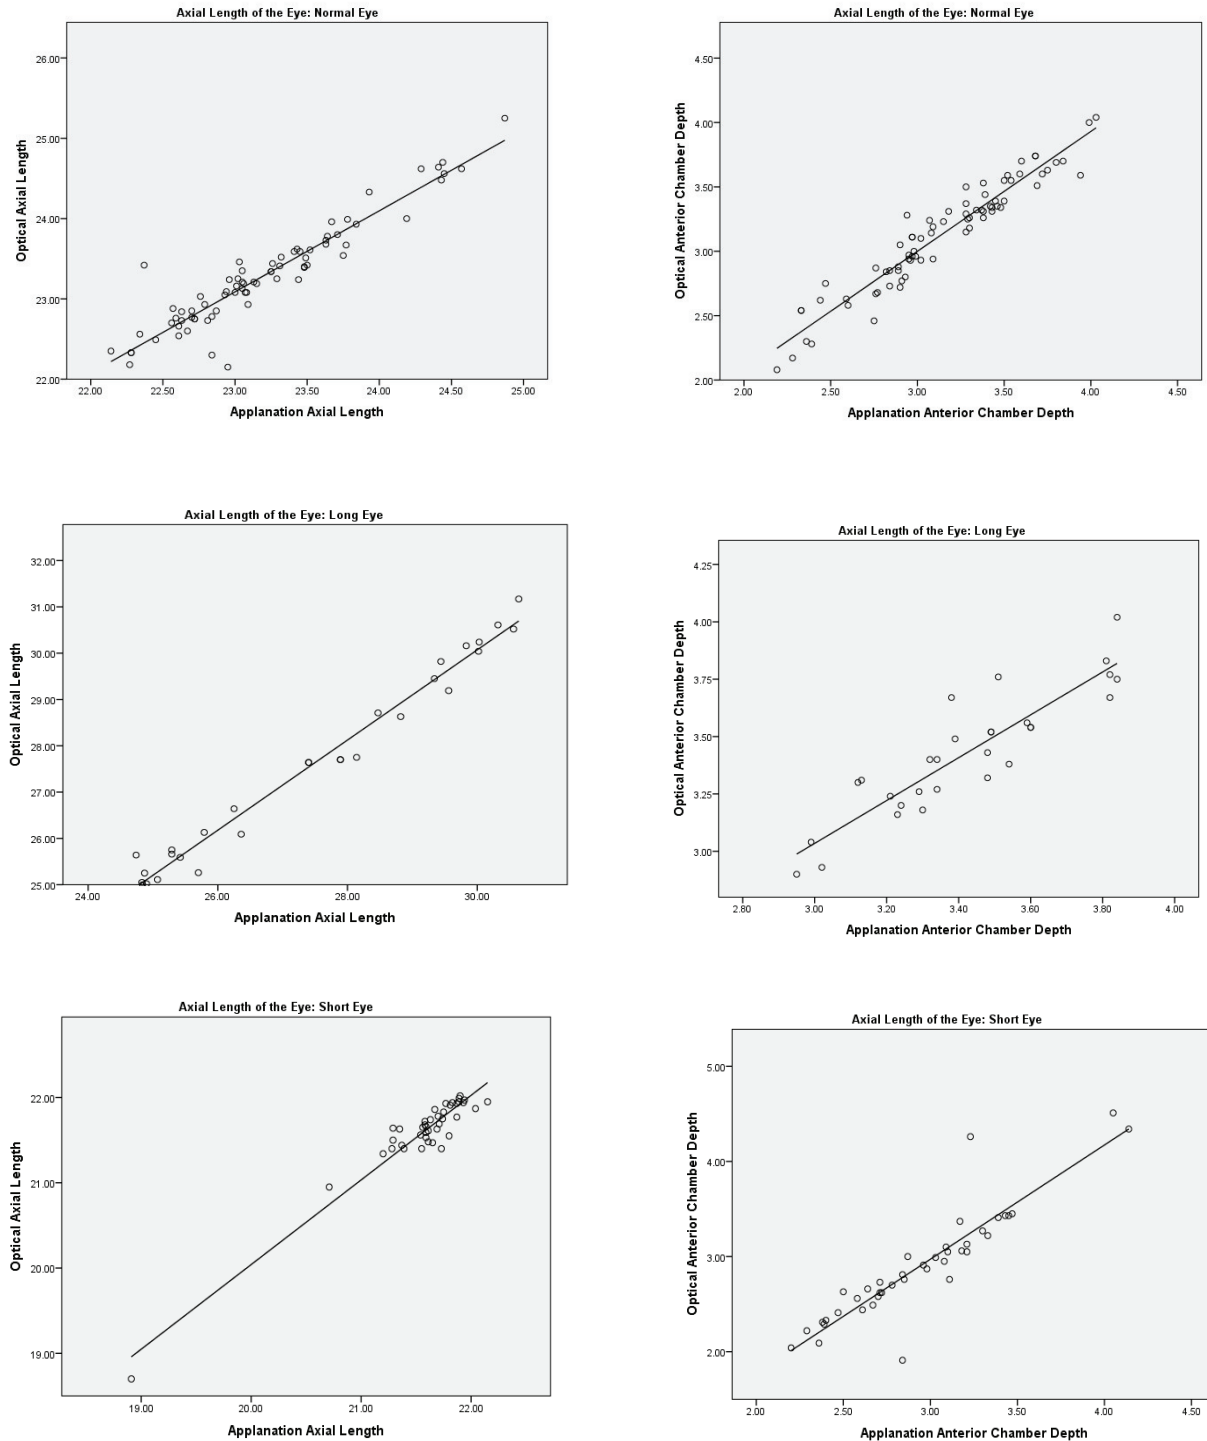 Axial Length of the Eye: Normal Eye
Optical Axial Length
26.00
25.00
24.00
23.00
22.00
22.00 22.50 23.00 23.50 24.00 24.50 25.00
Applanation Axial Length
Axial Length of the Eye: Normal Eye
Optical Anterior Chamber Depth
4.50
4.00
3.50
3.00
2.50
2.00
2.00 2.50 3.00 3.50 4.00 4.50
Applanation Anterior Chamber Depth
Axial Length of the Eye: Long Eye
Optical Axial Length
32.00
31.00
30.00
29.00
28.00
27.00
26.00
25.00
24.00 26.00 28.00 30.00
Applanation Axial Length
Axial Length of the Eye: Long Eye
Optical Anterior Chamber Depth
4.25
4.00
3.75
3.50
3.25
3.00
2.80 3.00 3.20 3.40 3.60 3.80 4.00
Applanation Anterior Chamber Depth
Axial Length of the Eye: Short Eye
Optical Axial Length
22.00
21.00
20.00
19.00
19.00 20.00 21.00 22.00
Applanation Axial Length
Axial Length of the Eye: Short Eye
Optical Anterior Chamber Depth
5.00
4.00
3.00
2.00
2.00 2.50 3.00 3.50 4.00 4.50
Applanation Anterior Chamber Depth